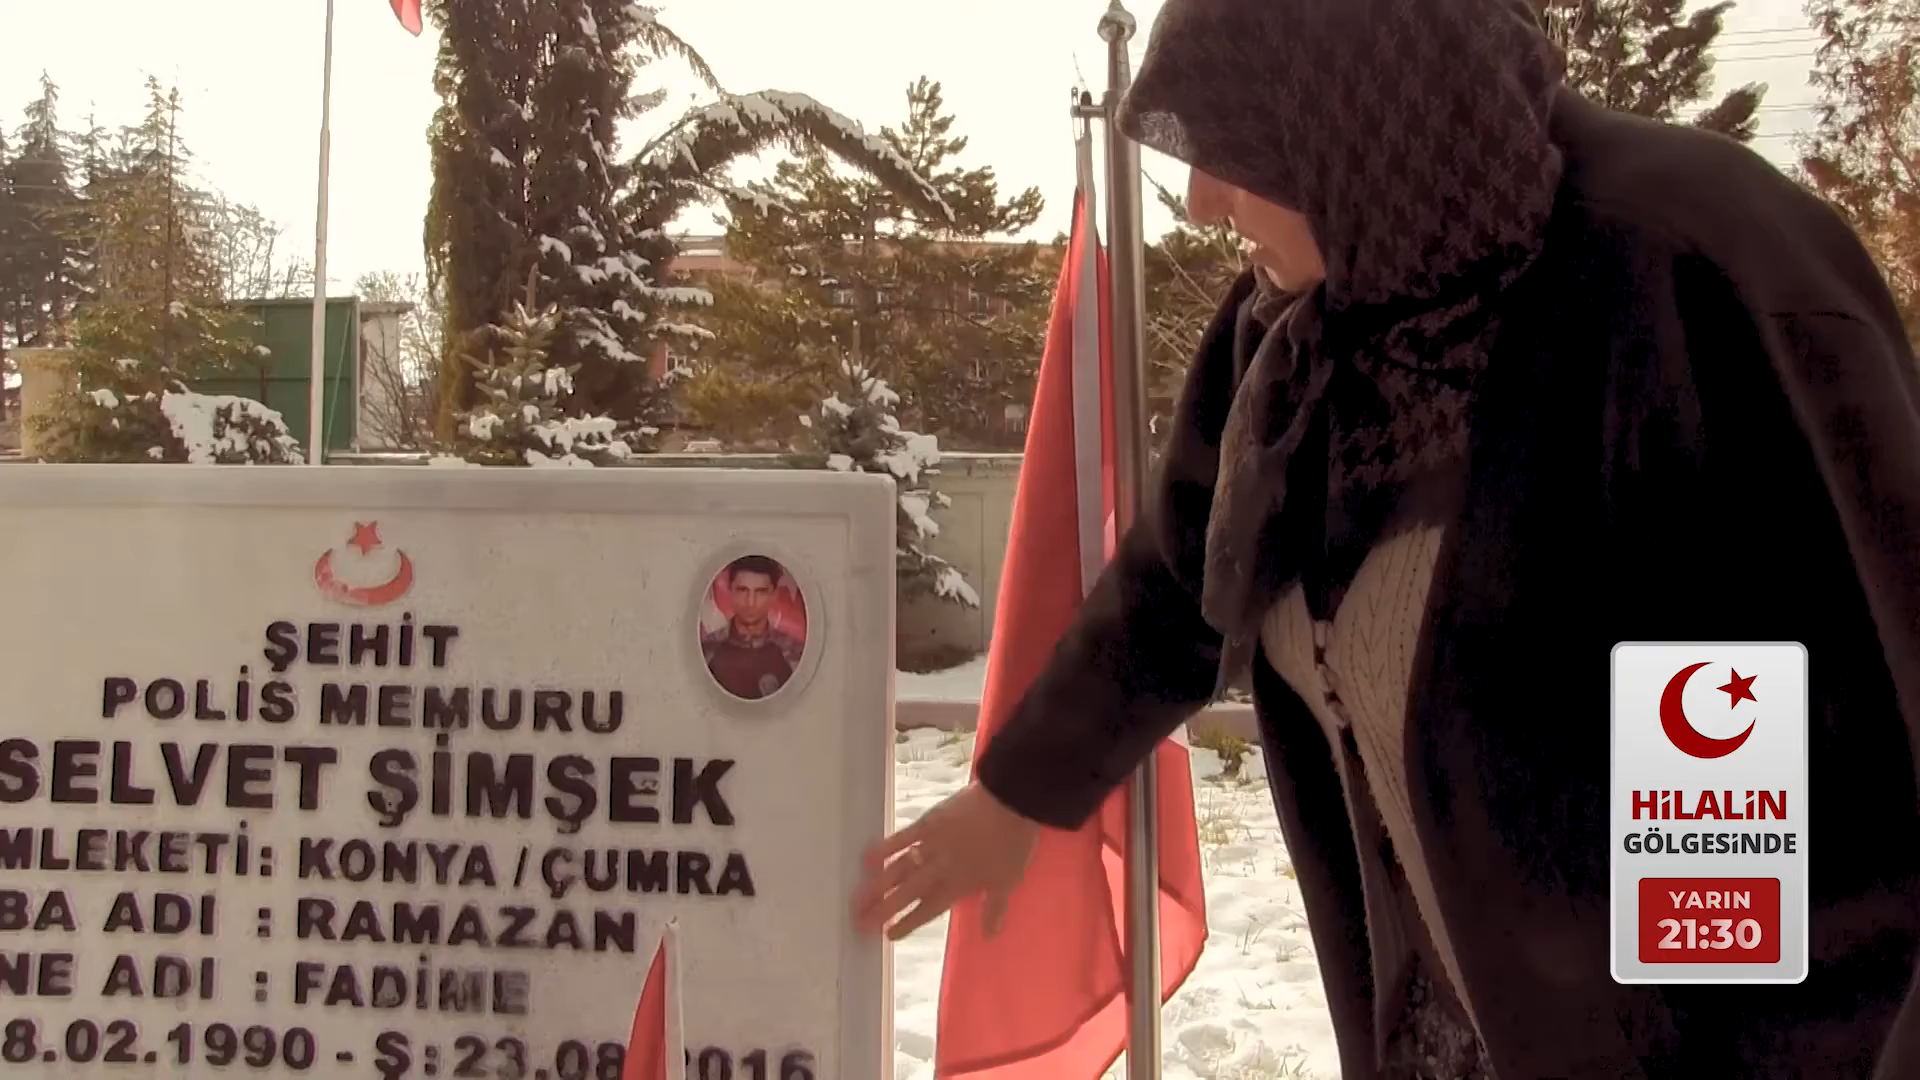 ŞEHİT
POLİS MEMURU
SELVET ŞİMŞEK
MLEKETİ: KONYA / ÇUMRA
BA ADI : RAMAZAN
NE ADI : FADİME
8.02.1990 - Ş:23.08 2016
HİLALİN
GÖLGESİNDE
YARIN
21:30